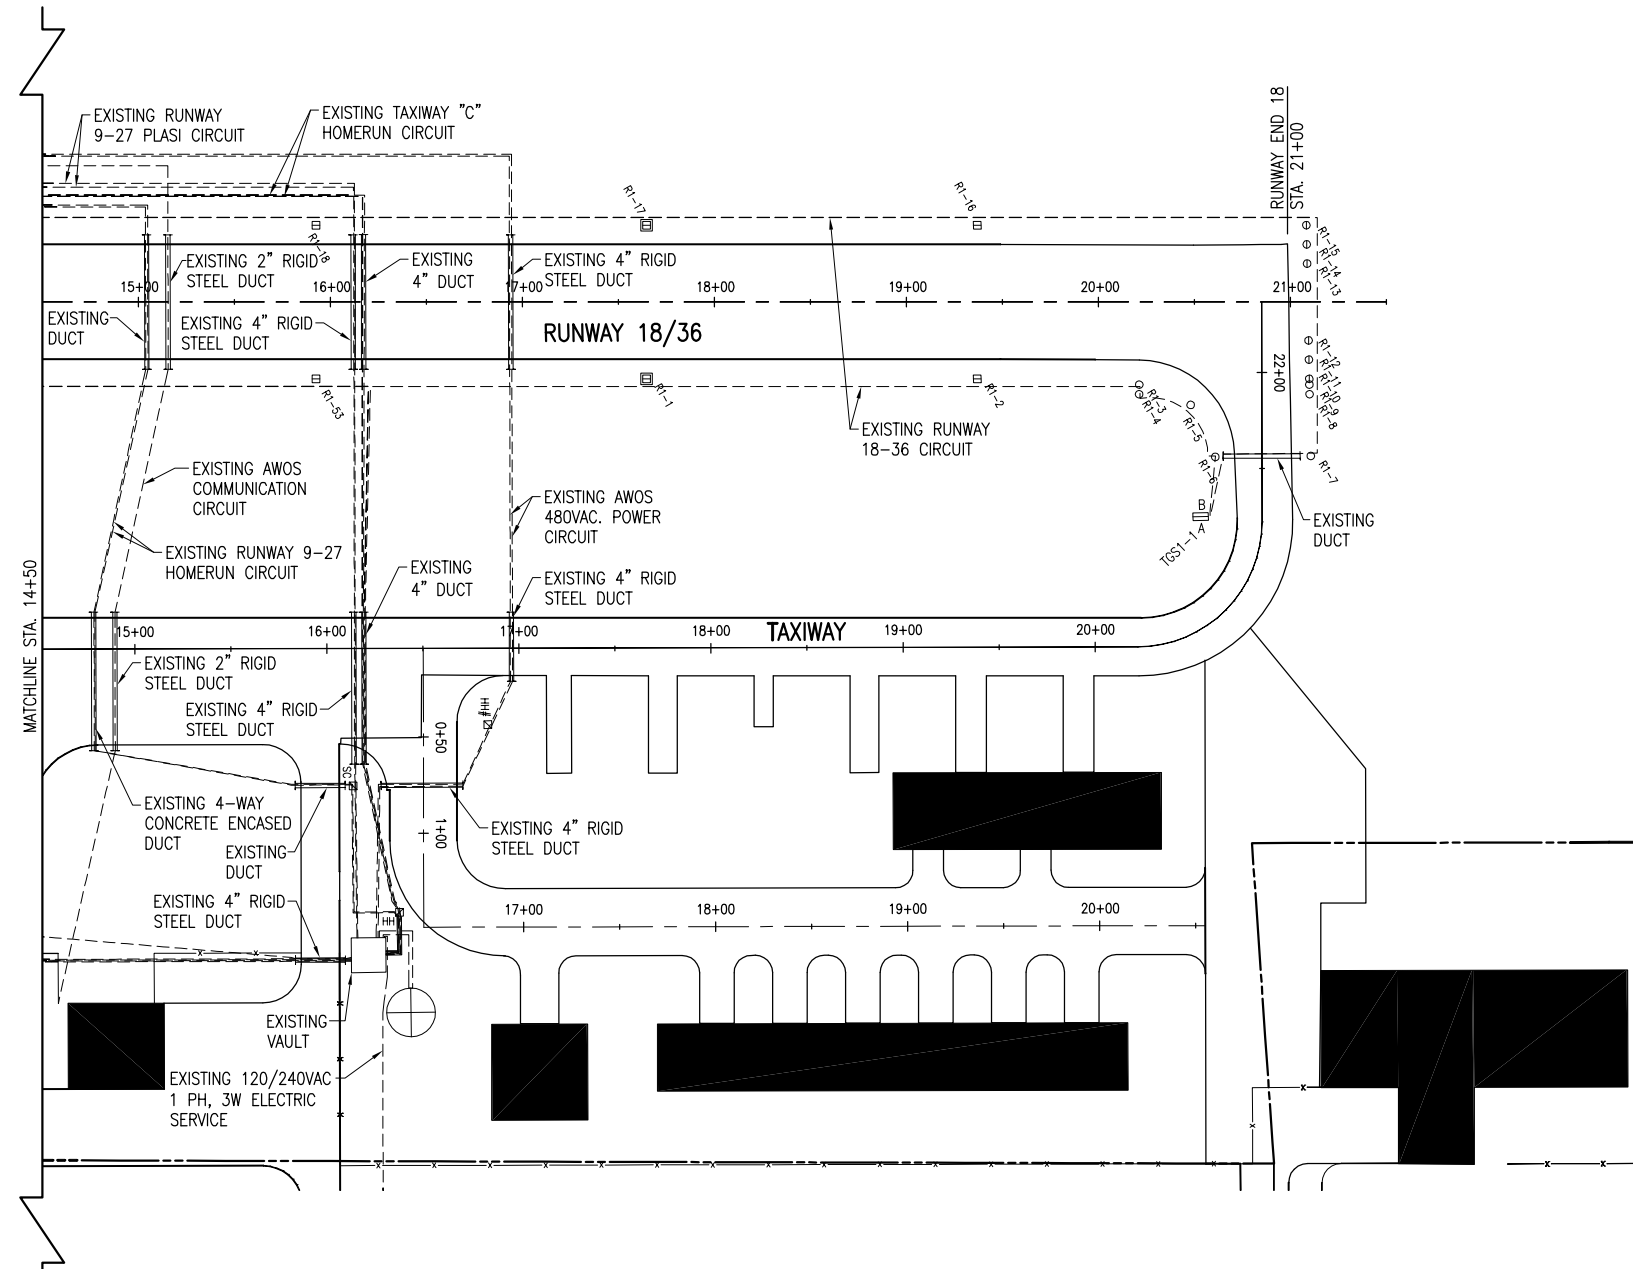 EXISTING RUNWAY
9-27 PLASI CIRCUIT
EXISTING TAXIWAY "C"
HOMERUN CIRCUIT
RUNWAY END 18
STA. 21+00
R1-18
R1-17
R1-16
R1-15
R1-14
R1-13
EXISTING 2" RIGID
STEEL DUCT
EXISTING
4" DUCT
EXISTING 4" RIGID
STEEL DUCT
15+00
16+00
17+00
18+00
19+00
20+00
21+00
EXISTING
DUCT
EXISTING 4" RIGID
STEEL DUCT
RUNWAY 18/36
22+00
R1-12
R1-11
R1-10
R1-9
R1-8
R1-7
R1-53
R1-1
R1-2
R1-3
R1-4
R1-5
R1-6
EXISTING RUNWAY
18-36 CIRCUIT
EXISTING AWOS
COMMUNICATION
CIRCUIT
EXISTING AWOS
480VAC. POWER
CIRCUIT
B
A
TGS1-1
EXISTING
DUCT
EXISTING RUNWAY 9-27
HOMERUN CIRCUIT
EXISTING
4" DUCT
EXISTING 4" RIGID
STEEL DUCT
MATCHLINE STA. 14+50
15+00
16+00
17+00
18+00
TAXIWAY
19+00
20+00
EXISTING 2" RIGID
STEEL DUCT
EXISTING 4" RIGID
STEEL DUCT
HH#
0+50
SC
EXISTING 4-WAY
CONCRETE ENCASED
DUCT
EXISTING
DUCT
1+00
EXISTING 4" RIGID
STEEL DUCT
EXISTING 4" RIGID
STEEL DUCT
HH
17+00
18+00
19+00
20+00
EXISTING
VAULT
EXISTING 120/240VAC
1 PH, 3W ELECTRIC
SERVICE